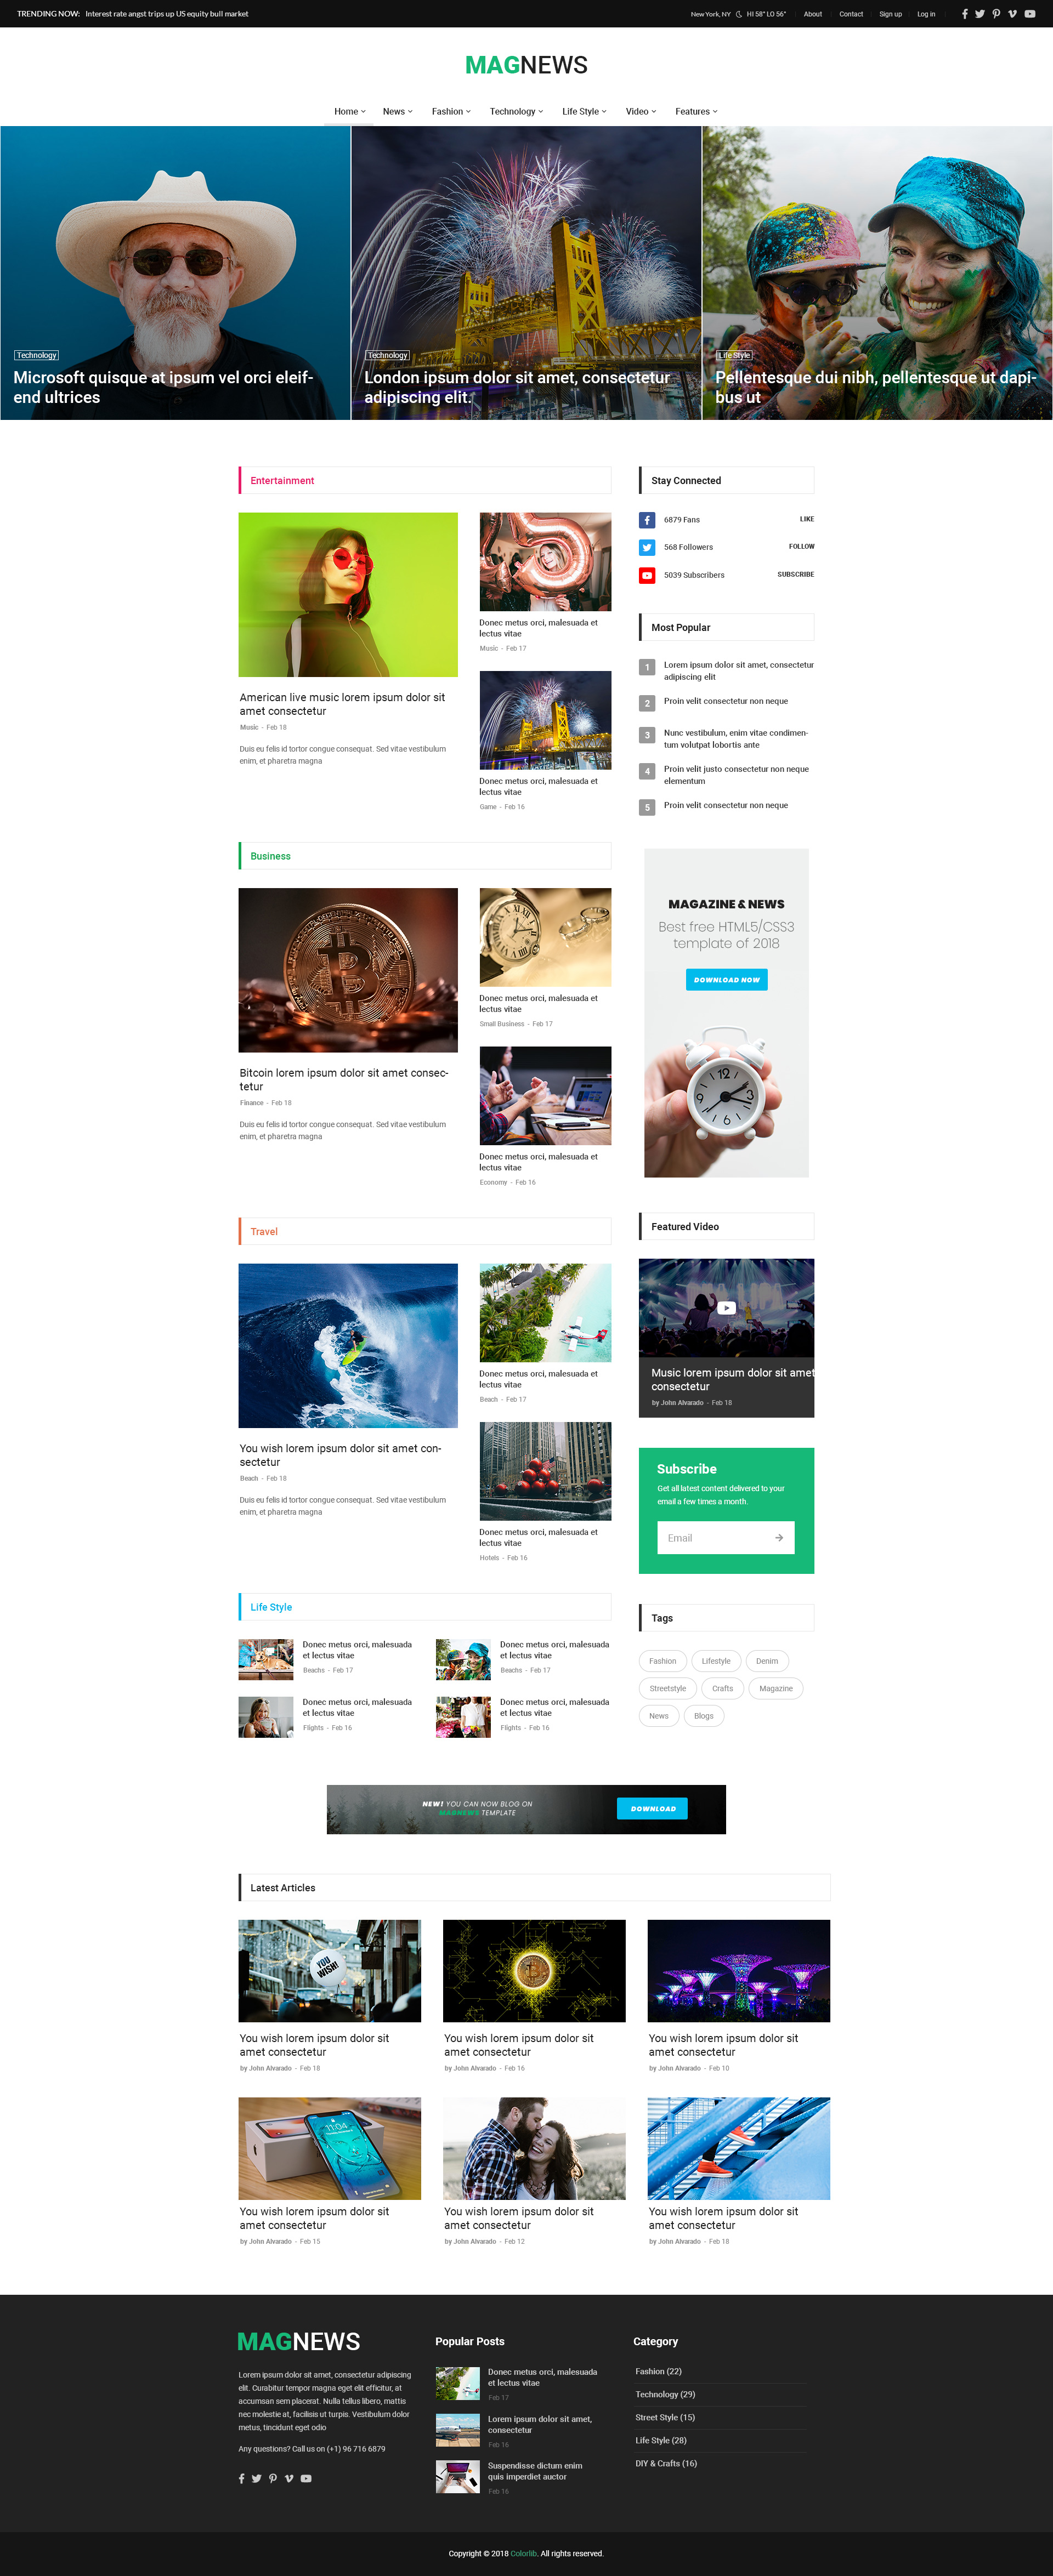 TRENDING NOW: Interest rate angst trips up US equity bull market
New York, NY HI 58° LO 56° About Contact Sign up Log in
MAGNEWS
Home News Fashion Technology Life Style Video Features
Technology
Microsoft quisque at ipsum vel orci eleif-
end ultrices
Technology
London ipsum dolor sit amet, consectetur
adipiscing elit.
Life Style
Pellentesque dui nibh, pellentesque ut dapi-
bus ut
Entertainment
American live music lorem ipsum dolor sit
amet consectetur
Music - Feb 18
Duis eu felis id tortor congue consequat. Sed vitae vestibulum
enim, et pharetra magna
Donec metus orci, malesuada et
lectus vitae
Music - Feb 17
Donec metus orci, malesuada et
lectus vitae
Game - Feb 16
Business
Bitcoin lorem ipsum dolor sit amet consec-
tetur
Finance - Feb 18
Duis eu felis id tortor congue consequat. Sed vitae vestibulum
enim, et pharetra magna
Donec metus orci, malesuada et
lectus vitae
Small Business - Feb 17
Donec metus orci, malesuada et
lectus vitae
Economy - Feb 16
Travel
You wish lorem ipsum dolor sit amet con-
sectetur
Beach - Feb 18
Duis eu felis id tortor congue consequat. Sed vitae vestibulum
enim, et pharetra magna
Donec metus orci, malesuada et
lectus vitae
Beach - Feb 17
Donec metus orci, malesuada et
lectus vitae
Hotels - Feb 16
Life Style
Donec metus orci, malesuada
et lectus vitae
Beachs - Feb 17
Donec metus orci, malesuada
et lectus vitae
Beachs - Feb 17
Donec metus orci, malesuada
et lectus vitae
Flights - Feb 16
Donec metus orci, malesuada
et lectus vitae
Flights - Feb 16
Stay Connected
6879 Fans LIKE
568 Followers FOLLOW
5039 Subscribers SUBSCRIBE
Most Popular
1 Lorem ipsum dolor sit amet, consectetur
adipiscing elit
2 Proin velit consectetur non neque
3 Nunc vestibulum, enim vitae condimen-
tum volutpat lobortis ante
4 Proin velit justo consectetur non neque
elementum
5 Proin velit consectetur non neque
MAGAZINE & NEWS
Best free HTML5/CSS3
template of 2018
DOWNLOAD NOW
Featured Video
Music lorem ipsum dolor sit amet
consectetur
by John Alvarado - Feb 18
Subscribe
Get all latest content delivered to your
email a few times a month.
Email
Tags
Fashion Lifestyle Denim
Streetstyle Crafts Magazine
News Blogs
NEW! YOU CAN NOW BLOG ON
MAGNEWS TEMPLATE
DOWNLOAD
Latest Articles
YOU
WISH!
You wish lorem ipsum dolor sit
amet consectetur
by John Alvarado - Feb 18
You wish lorem ipsum dolor sit
amet consectetur
by John Alvarado - Feb 16
You wish lorem ipsum dolor sit
amet consectetur
by John Alvarado - Feb 10
11:04
You wish lorem ipsum dolor sit
amet consectetur
by John Alvarado - Feb 15
You wish lorem ipsum dolor sit
amet consectetur
by John Alvarado - Feb 12
You wish lorem ipsum dolor sit
amet consectetur
by John Alvarado - Feb 18
MAGNEWS
Lorem ipsum dolor sit amet, consectetur adipiscing
elit. Curabitur tempor magna eget elit efficitur, at
accumsan sem placerat. Nulla tellus libero, mattis
nec molestie at, facilisis ut turpis. Vestibulum dolor
metus, tincidunt eget odio
Any questions? Call us on (+1) 96 716 6879
Popular Posts
Donec metus orci, malesuada
et lectus vitae
Feb 17
Lorem ipsum dolor sit amet,
consectetur
Feb 16
Suspendisse dictum enim
quis imperdiet auctor
Feb 16
Category
Fashion (22)
Technology (29)
Street Style (15)
Life Style (28)
DIY & Crafts (16)
Copyright © 2018 Colorlib. All rights reserved.